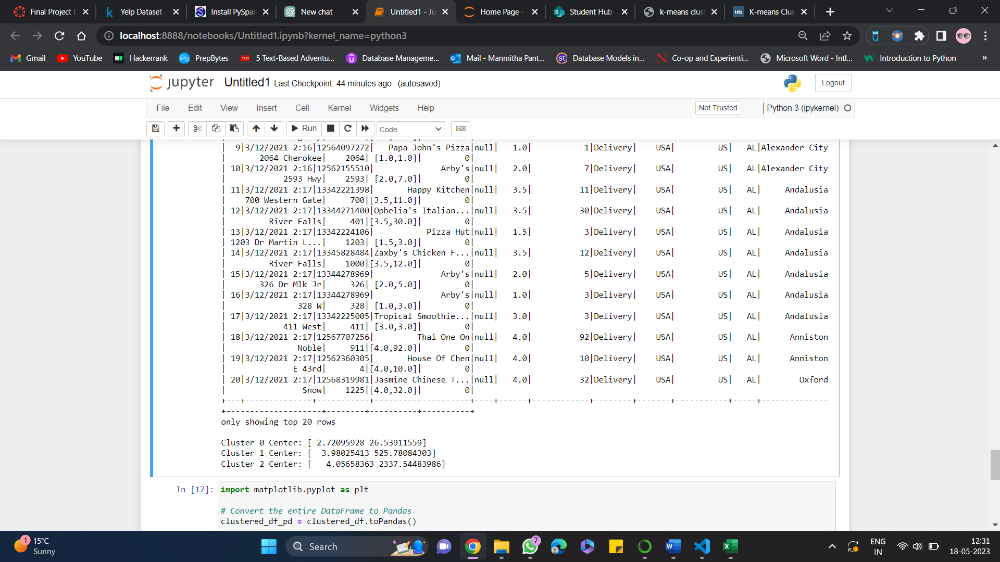 Final Project D
Yelp Dataset -
Install PySpar
New chat
Untitled1 - Ju
Home Page -
Student Hub -
k-means clust
tds K-means Clus
localhost:8888/notebooks/Untitled1.ipynb?kernel_name=python3
Gmail YouTube Hackerrank PrepBytes 5 Text-Based Adventu... Database Manageme... Mail - Manmitha Pant... Database Models in... Co-op and Experienti... Microsoft Word - Intl... Introduction to Python »
jupyter Untitled1 Last Checkpoint: 44 minutes ago (autosaved) Logout
File Edit View Insert Cell Kernel Widgets Help Not Trusted Python 3 (ipykernel)
Run Code
| 9|3/12/2021 2:16|12564097272| Papa John's Pizza|null| 1.0| 1|Delivery| USA| US| AL|Alexander City
| 2064 Cherokee| 2064| [1.0,1.0]| 0|
| 10|3/12/2021 2:16|12562155510| Arby's|null| 2.0| 7|Delivery| USA| US| AL|Alexander City
| 2593 Hwy| 2593| [2.0,7.0]| 0|
| 11|3/12/2021 2:17|13342221398| Happy Kitchen|null| 3.5| 11|Delivery| USA| US| AL| Andalusia
| 700 Western Gate| 700|[3.5,11.0]| 0|
| 12|3/12/2021 2:17|13344271400|Ophelia's Italian...|null| 3.5| 30|Delivery| USA| US| AL| Andalusia
| River Falls| 401|[3.5,30.0]| 0|
| 13|3/12/2021 2:17|13342224106| Pizza Hut|null| 1.5| 3|Delivery| USA| US| AL| Andalusia
| 1203 Dr Martin L...| 1203| [1.5,3.0]| 0|
| 14|3/12/2021 2:17|13345828484|Zaxby's Chicken F...|null| 3.5| 12|Delivery| USA| US| AL| Andalusia
| River Falls| 1000|[3.5,12.0]| 0|
| 15|3/12/2021 2:17|13344278969| Arby's|null| 2.0| 5|Delivery| USA| US| AL| Andalusia
| 326 Dr Mlk Jr| 326| [2.0,5.0]| 0|
| 16|3/12/2021 2:17|13344278969| Arby's|null| 1.0| 3|Delivery| USA| US| AL| Andalusia
| 328 W| 328| [1.0,3.0]| 0|
| 17|3/12/2021 2:17|13342225005|Tropical Smoothie...|null| 3.0| 3|Delivery| USA| US| AL| Andalusia
| 411 West| 411| [3.0,3.0]| 0|
| 18|3/12/2021 2:17|12567707256| Thai One On|null| 4.0| 92|Delivery| USA| US| AL| Anniston
| Noble| 911|[4.0,92.0]| 0|
| 19|3/12/2021 2:17|12562360305| House Of Chen|null| 4.0| 10|Delivery| USA| US| AL| Anniston
| E 43rd| 4|[4.0,10.0]| 0|
| 20|3/12/2021 2:17|12568319981|Jasmine Chinese T...|null| 4.0| 32|Delivery| USA| US| AL| Oxford
| Snow| 1225|[4.0,32.0]| 0|
+---+--------------+-----------+--------------------+----+------+------------+--------+-------+-----------+-----+--------------
+--------------------+--------+----------+----------+
only showing top 20 rows
Cluster 0 Center: [ 2.72095928 26.53911559]
Cluster 1 Center: [ 3.98025413 525.78084303]
Cluster 2 Center: [ 4.05658363 2337.54483986]
In [17]: import matplotlib.pyplot as plt
# Convert the entire DataFrame to Pandas
clustered_df_pd = clustered_df.toPandas()
1 15°C
Sunny
Search
7
ENG
IN
12:31
18-05-2023